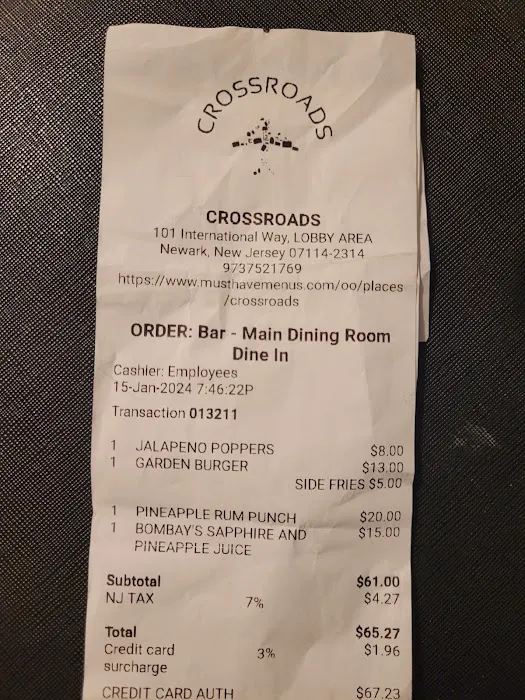 CROSSROADS
CROSSROADS
101 International Way, LOBBY AREA
Newark, New Jersey 07114-2314
9737521769
https://www.musthavemenus.com/oo/places
/crossroads
ORDER: Bar - Main Dining Room
Dine In
Cashier: Employees
15-Jan-2024 7:46:22P
Transaction 013211
1 JALAPENO POPPERS $8.00
1 GARDEN BURGER $13.00
SIDE FRIES $5.00
1 PINEAPPLE RUM PUNCH $20.00
1 BOMBAY'S SAPPHIRE AND $15.00
PINEAPPLE JUICE
Subtotal $61.00
NJ TAX 7% $4.27
Total $65.27
Credit card 3% $1.96
surcharge
CREDIT CARD AUTH $67.23